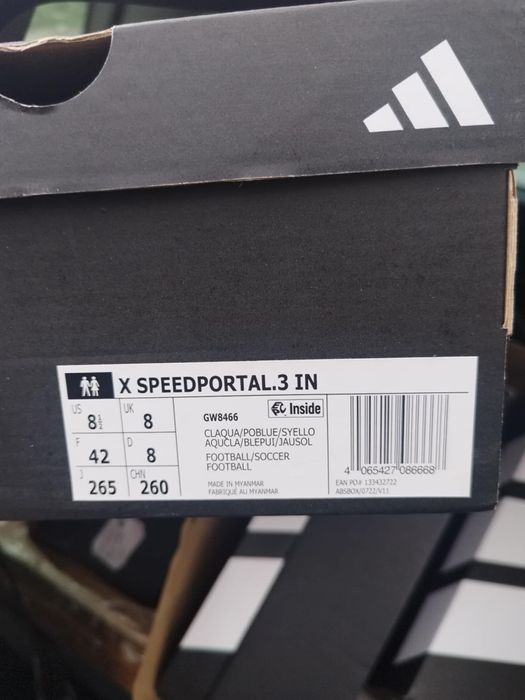 X SPEEDPORTAL.3 IN
US 8½ UK 8
F 42 D 8
J 265 CHN 260
GW8466
Inside
CLAQUA/POBLUE/SYELLO
AQUCLA/BLEPUI/JAUSOL
FOOTBALL/SOCCER
FOOTBALL
MADE IN MYANMAR
FABRIQUÉ AU MYANMAR
4 065427 086668
EAN PO# 133432722
ABSBOX/0722/V11